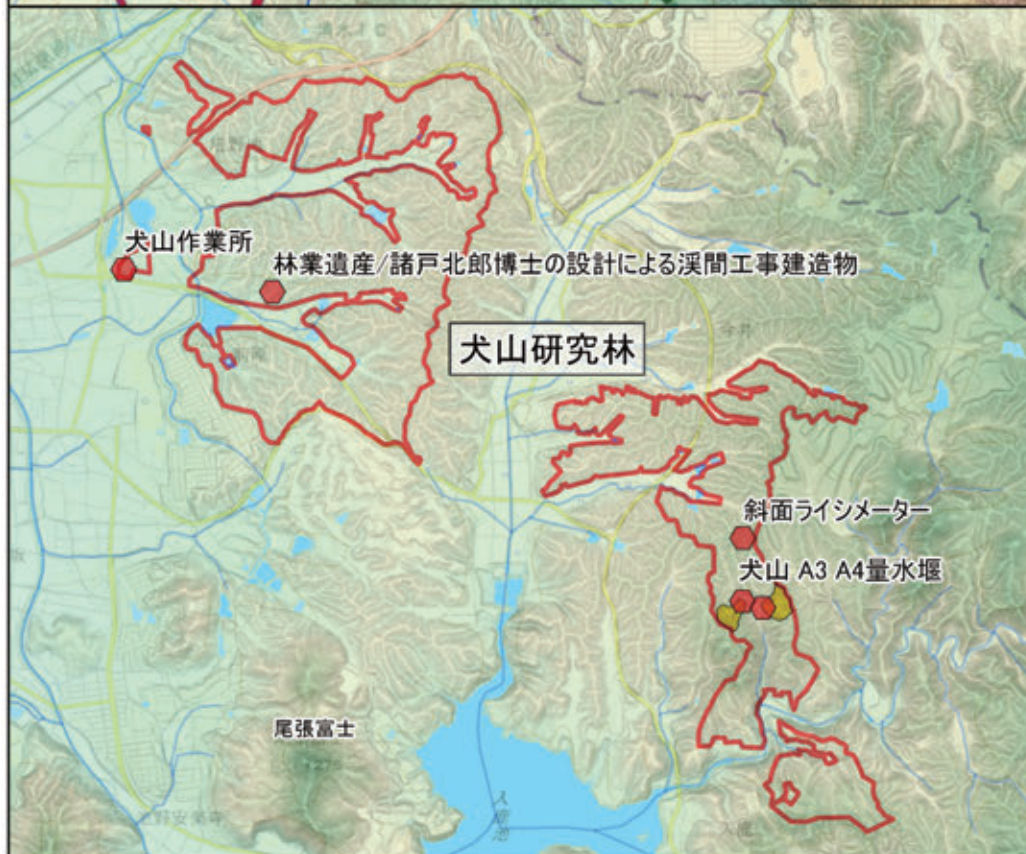 犬山作業所
林業遺産/諸戸北郎博士の設計による渓間工事建造物
犬山研究林
今井
斜面ライシメーター
犬山 A3 A4量水堰
尾張富士
入鹿池